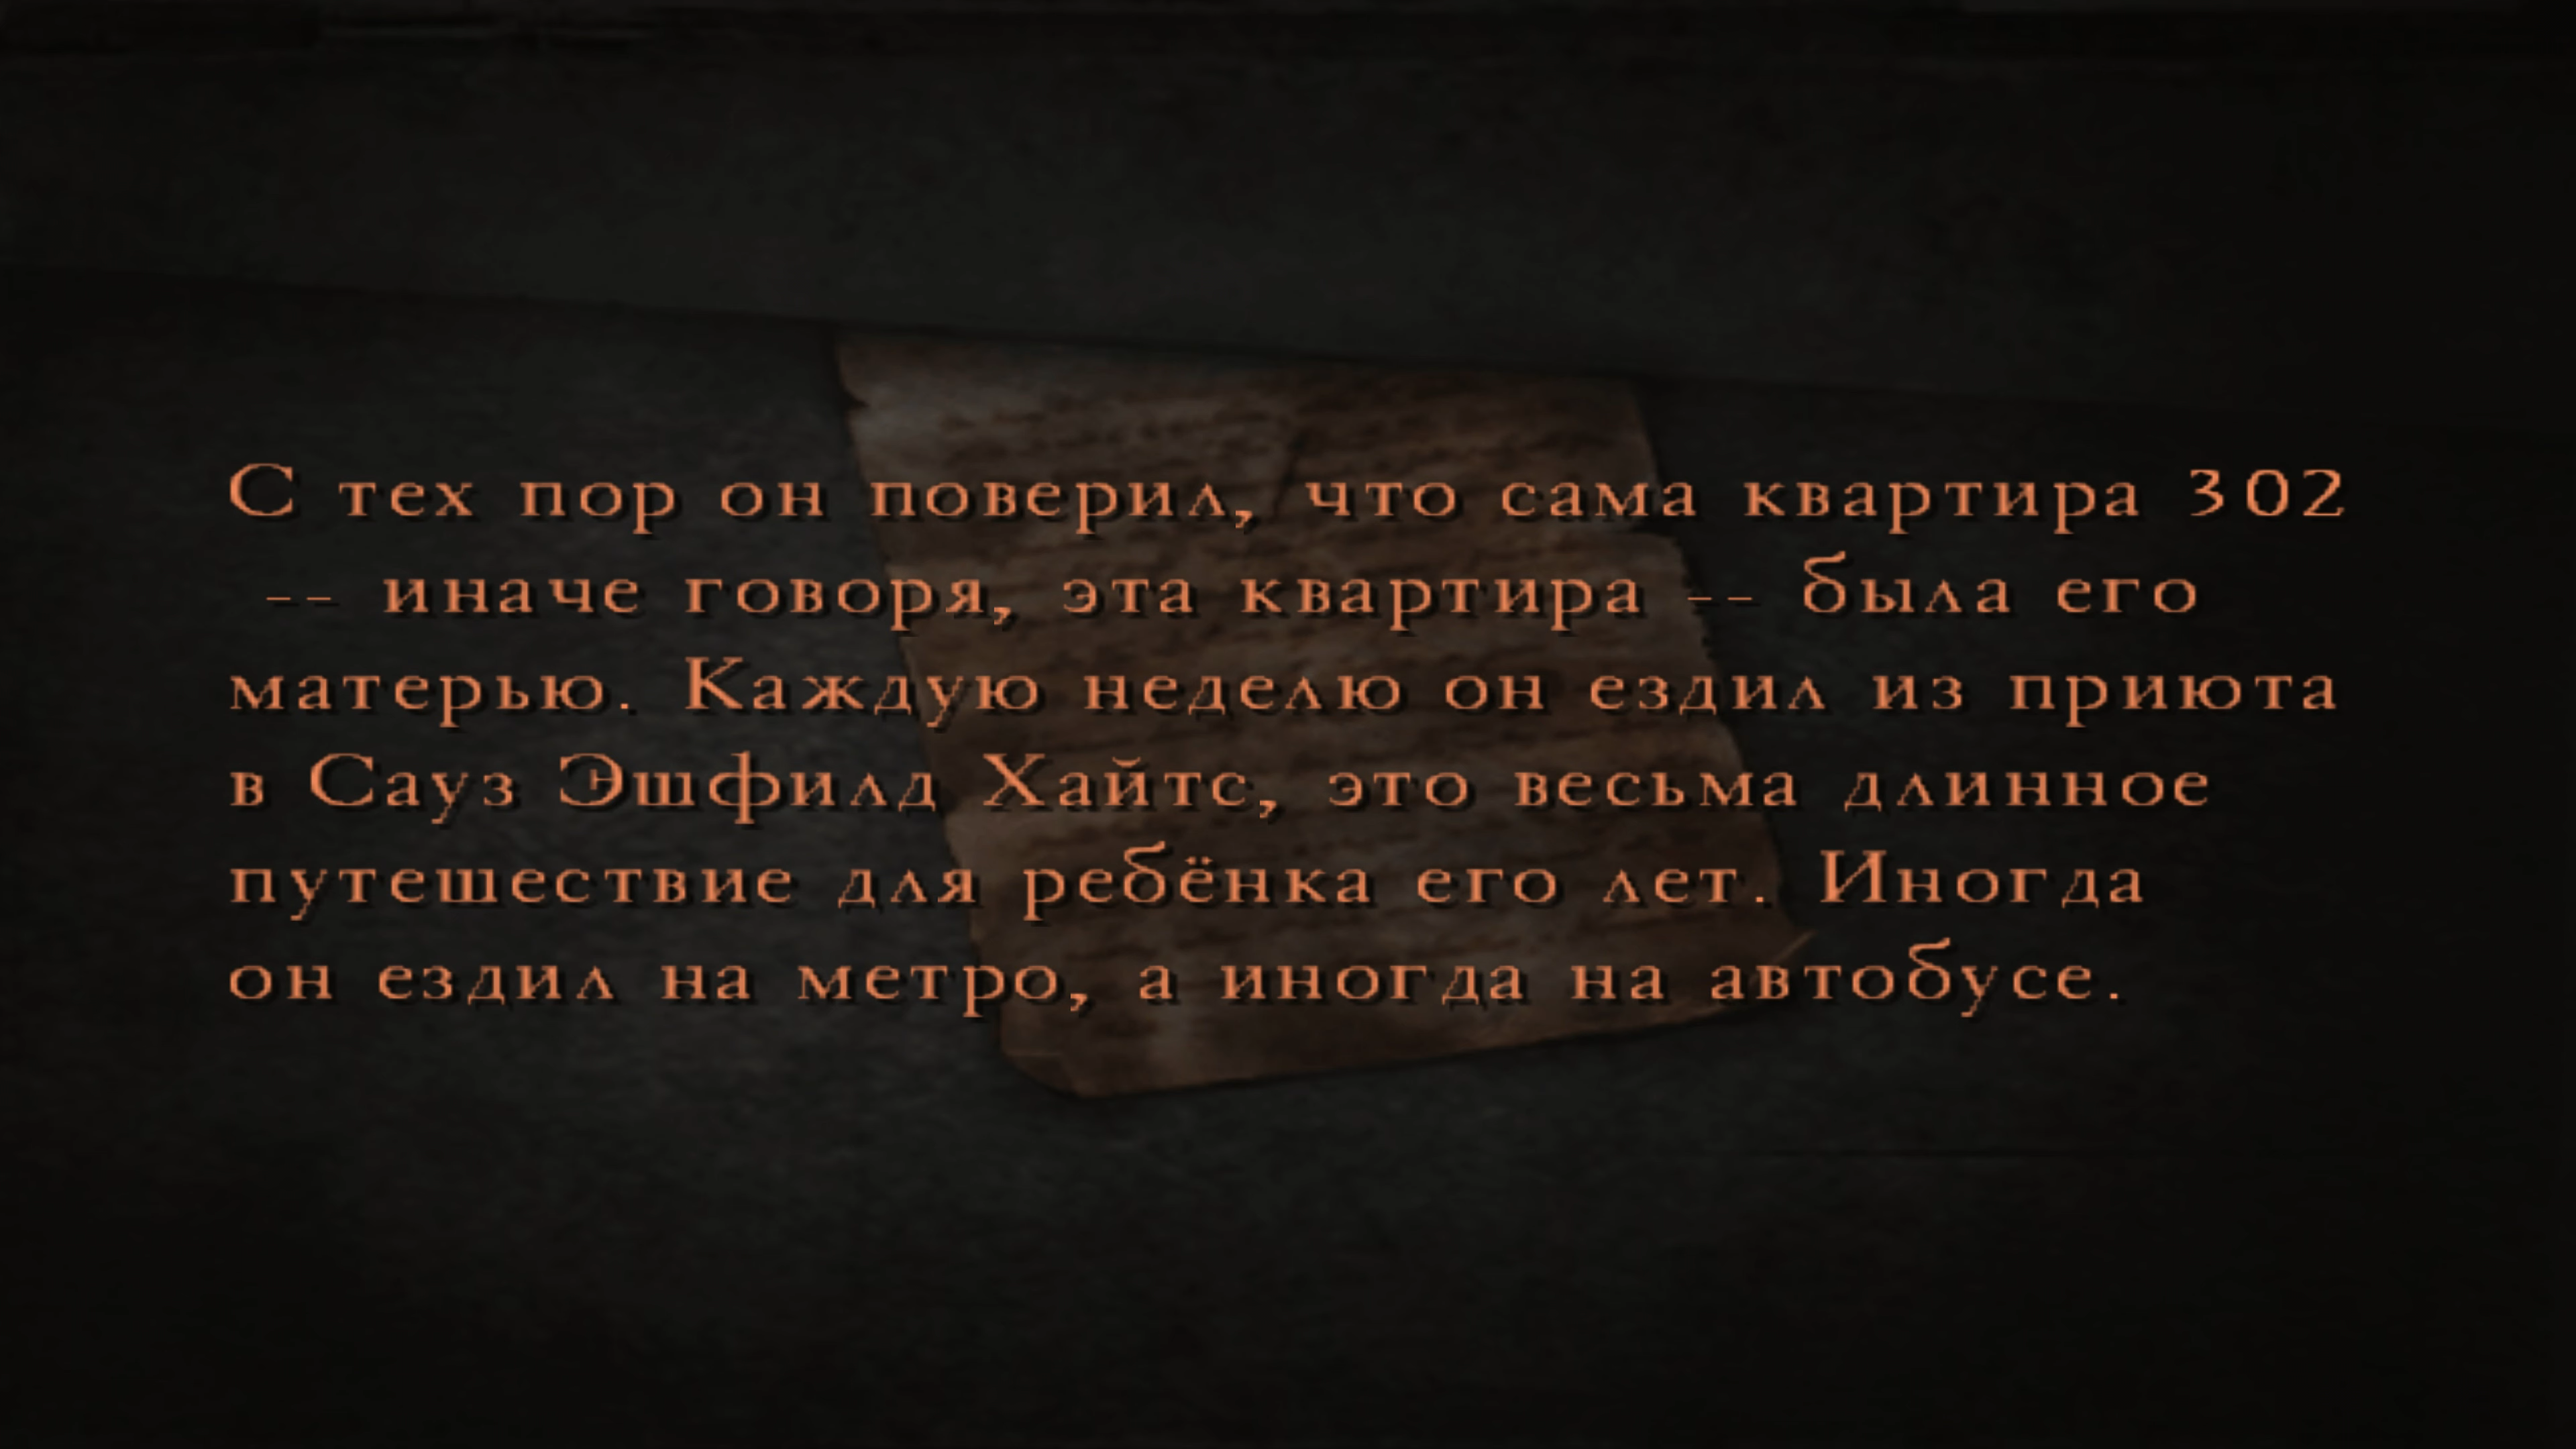 С тех пор он поверил, что сама квартира 302
-- иначе говоря, эта квартира -- была его
матерью. Каждую неделю он ездил из приюта
в Сауз Эшфилд Хайтс, это весьма длинное
путешествие для ребёнка его лет. Иногда
он ездил на метро, а иногда на автобусе.